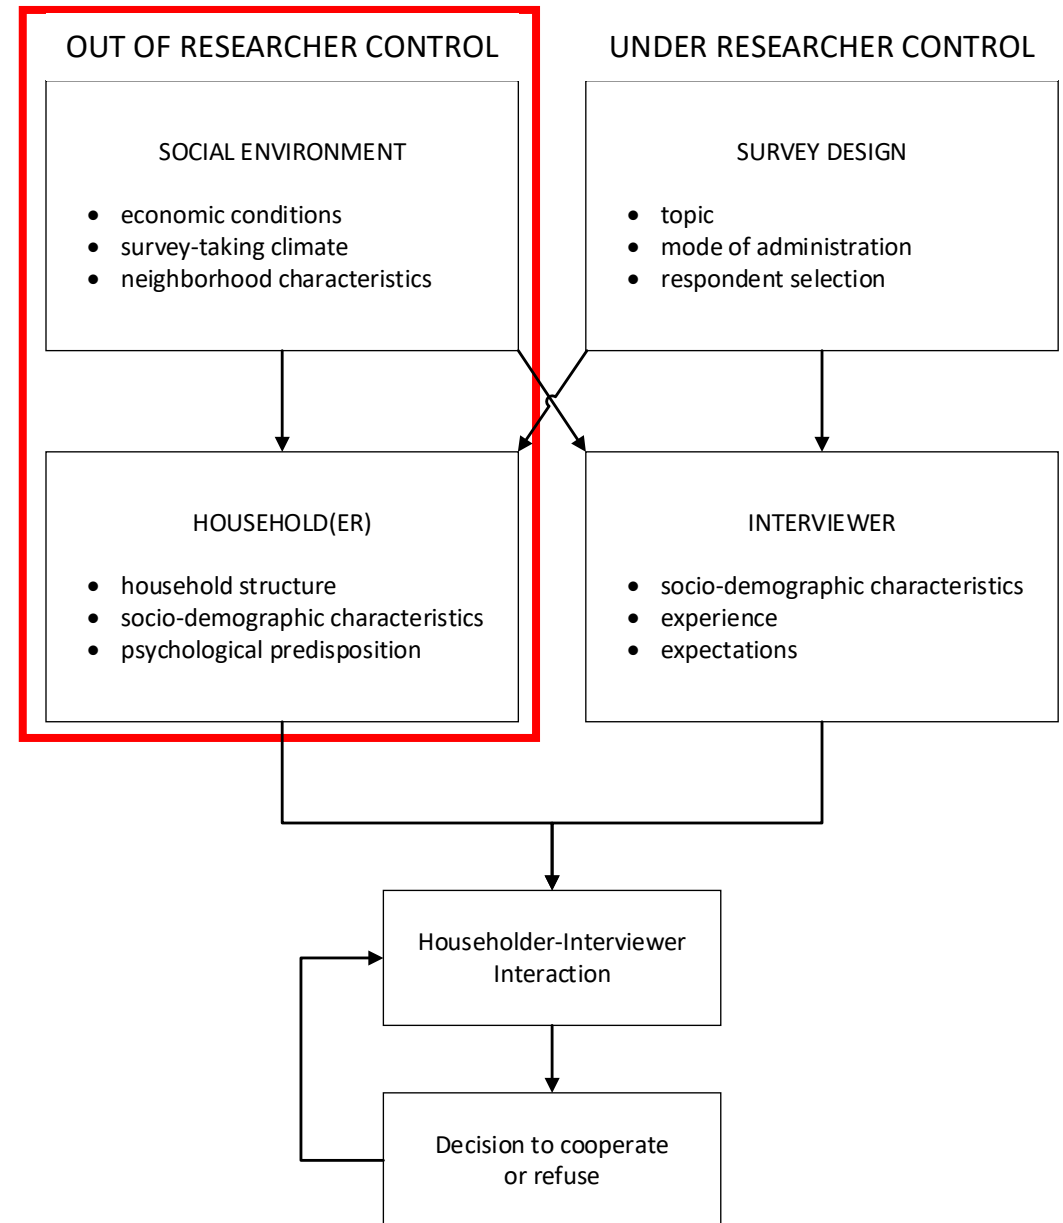 OUT OF RESEARCHER CONTROL
UNDER RESEARCHER CONTROL
SOCIAL ENVIRONMENT
• economic conditions
• survey-taking climate
• neighborhood characteristics
SURVEY DESIGN
• topic
• mode of administration
• respondent selection
HOUSEHOLD(ER)
• household structure
• socio-demographic characteristics
• psychological predisposition
INTERVIEWER
• socio-demographic characteristics
• experience
• expectations
Householder-Interviewer
Interaction
Decision to cooperate
or refuse